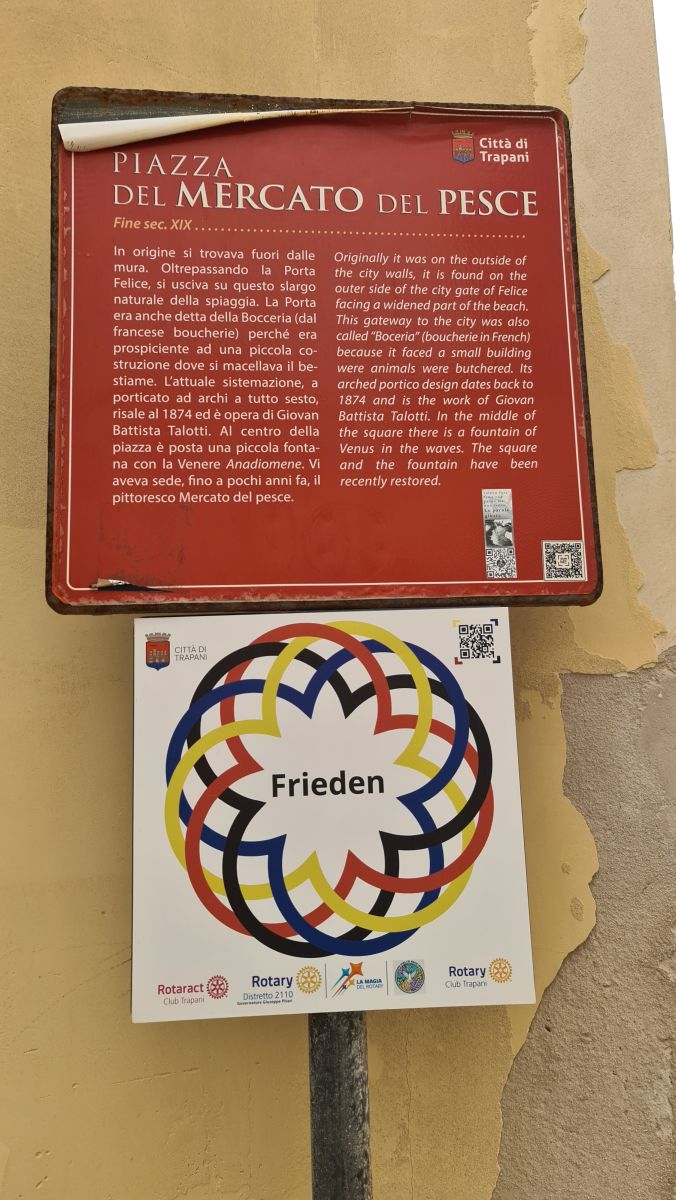 Città di
Trapani
PIAZZA
DEL MERCATO DEL PESCE
Fine sec. XIX
In origine si trovava fuori dalle
mura. Oltrepassando la Porta
Felice, si usciva su questo slargo
naturale della spiaggia. La Porta
era anche detta della Bocceria (dal
francese boucherie) perché era
prospiciente ad una piccola co-
struzione dove si macellava il be-
stiame. L'attuale sistemazione, a
porticato ad archi a tutto sesto,
risale al 1874 ed è opera di Giovan
Battista Talotti. Al centro della
piazza è posta una piccola fonta-
na con la Venere Anadiomene. Vi
aveva sede, fino a pochi anni fa, il
pittoresco Mercato del pesce.
Originally it was on the outside of
the city walls, it is found on the
outer side of the city gate of Felice
facing a widened part of the beach.
This gateway to the city was also
called "Boceria" (boucherie in French)
because it faced a small building
were animals were butchered. Its
arched portico design dates back to
1874 and is the work of Giovan
Battista Talotti. In the middle of
the square there is a fountain of
Venus in the waves. The square
and the fountain have been
recently restored.
CITTÀ DI
TRAPANI
Frieden
Rotaract
Club Trapani
Rotary
Distretto 2110
Governatore Giuseppe Pitari
LA MAGIA
DEL ROTARY
Rotary
Club Trapani